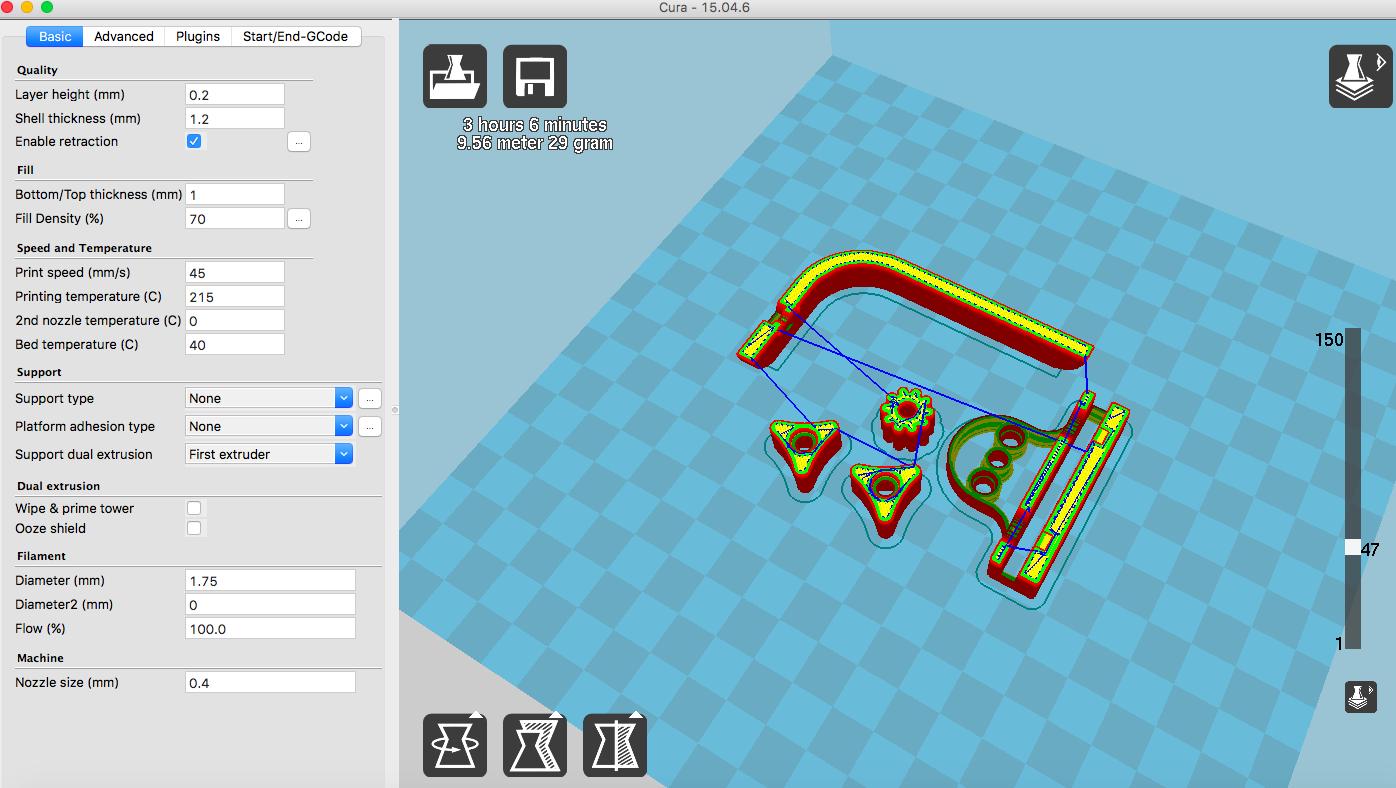 Cura - 15.04.6
Basic Advanced Plugins Start/End-GCode
Quality
Layer height (mm) 0.2
Shell thickness (mm) 1.2
Enable retraction ...
Fill
Bottom/Top thickness (mm) 1
Fill Density (%) 70 ...
Speed and Temperature
Print speed (mm/s) 45
Printing temperature (C) 215
2nd nozzle temperature (C) 0
Bed temperature (C) 40
Support
Support type None ...
Platform adhesion type None ...
Support dual extrusion First extruder
Dual extrusion
Wipe & prime tower
Ooze shield
Filament
Diameter (mm) 1.75
Diameter2 (mm) 0
Flow (%) 100.0
Machine
Nozzle size (mm) 0.4
3 hours 6 minutes
9.56 meter 29 gram
150
47
1